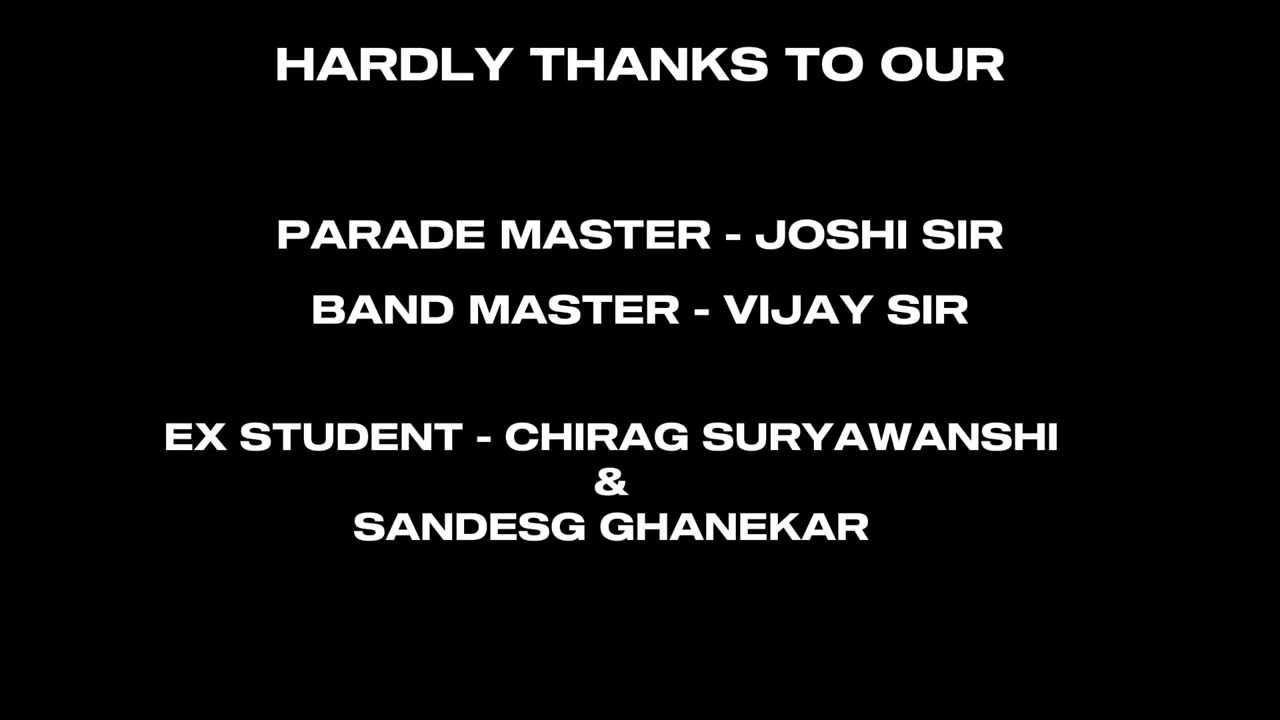 HARDLY THANKS TO OUR
PARADE MASTER - JOSHI SIR
BAND MASTER - VIJAY SIR
EX STUDENT - CHIRAG SURYAWANSHI
&
SANDESG GHANEKAR